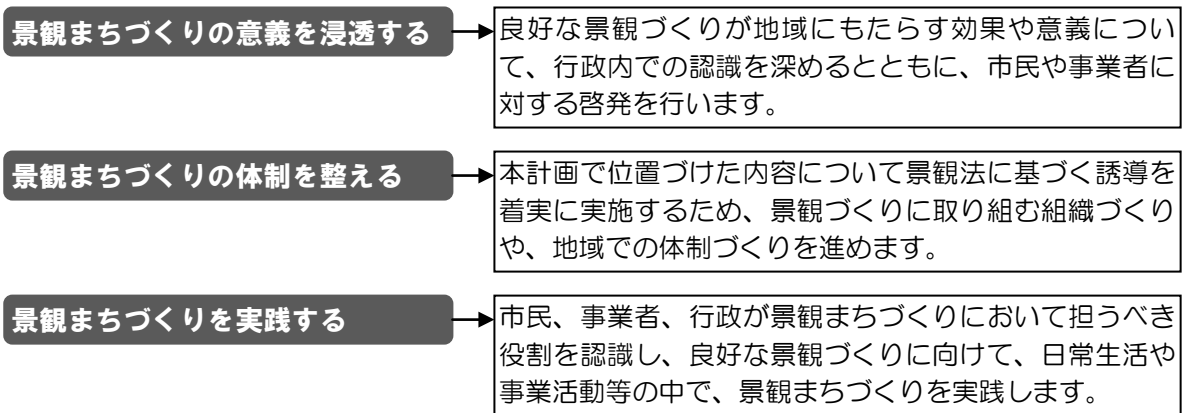 景観まちづくりの意義を浸透する
良好な景観づくりが地域にもたらす効果や意義につい
て、行政内での認識を深めるとともに、市民や事業者に
対する啓発を行います。
景観まちづくりの体制を整える
本計画で位置づけた内容について景観法に基づく誘導を
着実に実施するため、景観づくりに取り組む組織づくり
や、地域での体制づくりを進めます。
景観まちづくりを実践する
市民、事業者、行政が景観まちづくりにおいて担うべき
役割を認識し、良好な景観づくりに向けて、日常生活や
事業活動等の中で、景観まちづくりを実践します。